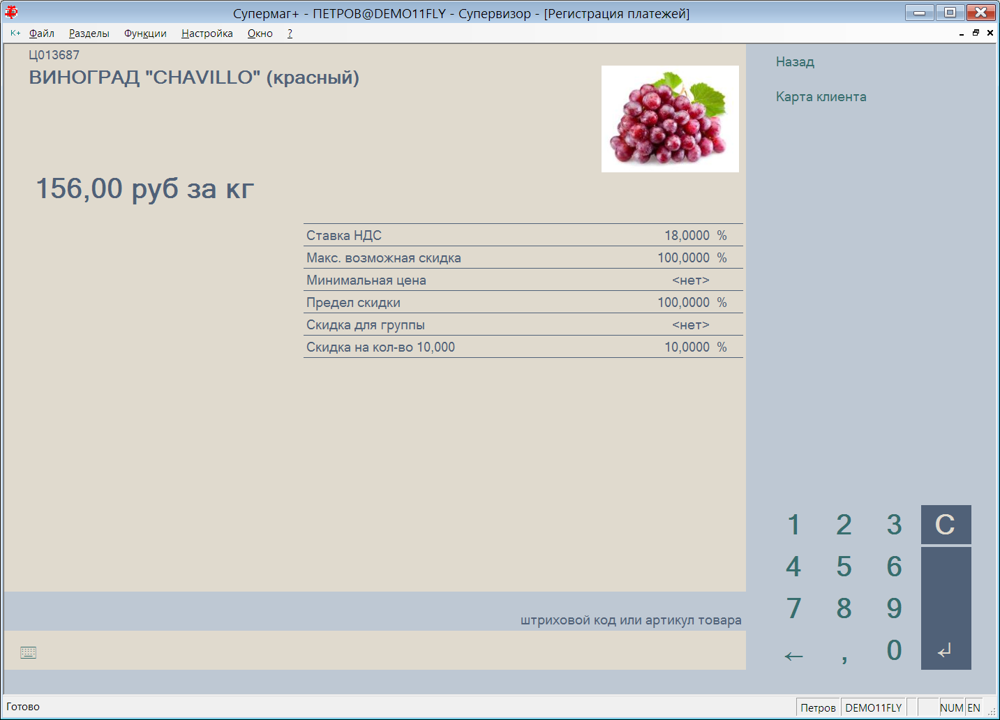 Супермаг+ - ПЕТРОВ@DEMO11FLY - Супервизор - [Регистрация платежей]
K+ Файл Разделы Функции Настройка Окно ?
Ц013687
ВИНОГРАД "CHAVILLO" (красный)
156,00 руб за кг
Ставка НДС 18,0000 %
Макс. возможная скидка 100,0000 %
Минимальная цена <нет>
Предел скидки 100,0000 %
Скидка для группы <нет>
Скидка на кол-во 10,000 10,0000 %
Назад
Карта клиента
штриховой код или артикул товара
1 2 3 C
4 5 6
7 8 9
← , 0 ↵
Готово Петров DEMO11FLY NUM EN